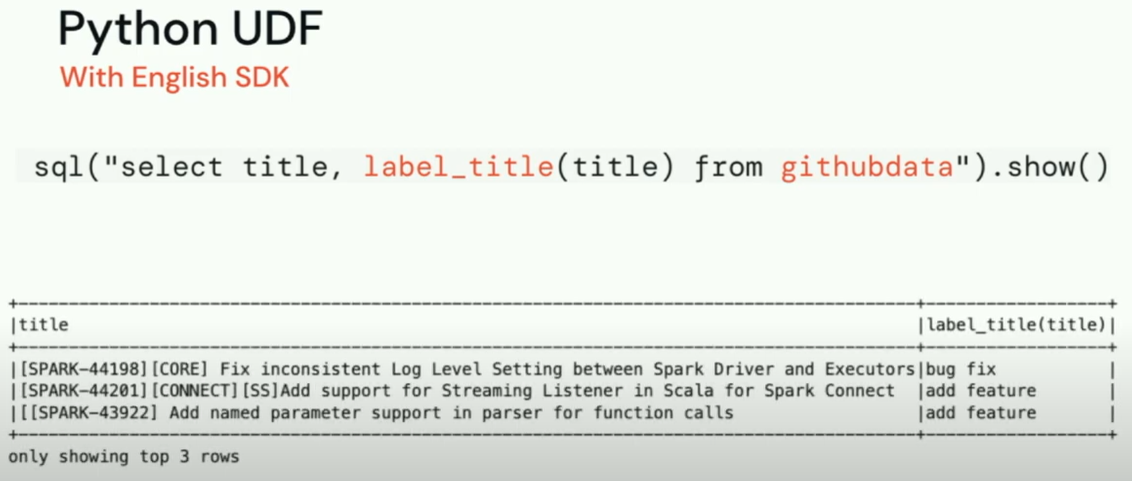 Python UDF
With English SDK
sql("select title, label_title(title) from githubdata").show()
+------------------------------------------------------------------------------------------+------------------+
|title                                                                                     |label_title(title)|
+------------------------------------------------------------------------------------------+------------------+
|[SPARK-44198][CORE] Fix inconsistent Log Level Setting between Spark Driver and Executors|bug fix           |
|[SPARK-44201][CONNECT][SS]Add support for Streaming Listener in Scala for Spark Connect  |add feature       |
|[[SPARK-43922] Add named parameter support in parser for function calls                  |add feature       |
+------------------------------------------------------------------------------------------+------------------+
only showing top 3 rows